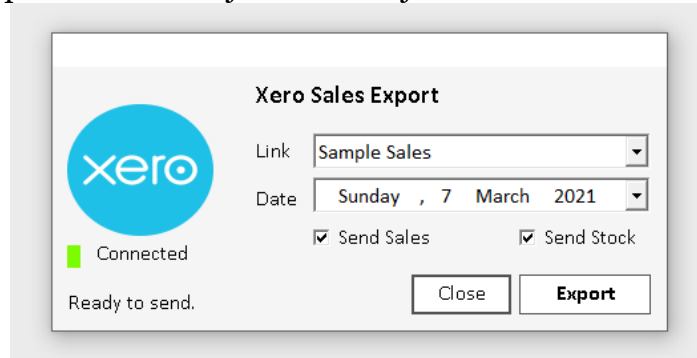 Xero Sales Export
xero
Link Sample Sales
Date Sunday , 7 March 2021
Send Sales Send Stock
Connected
Ready to send.
Close Export